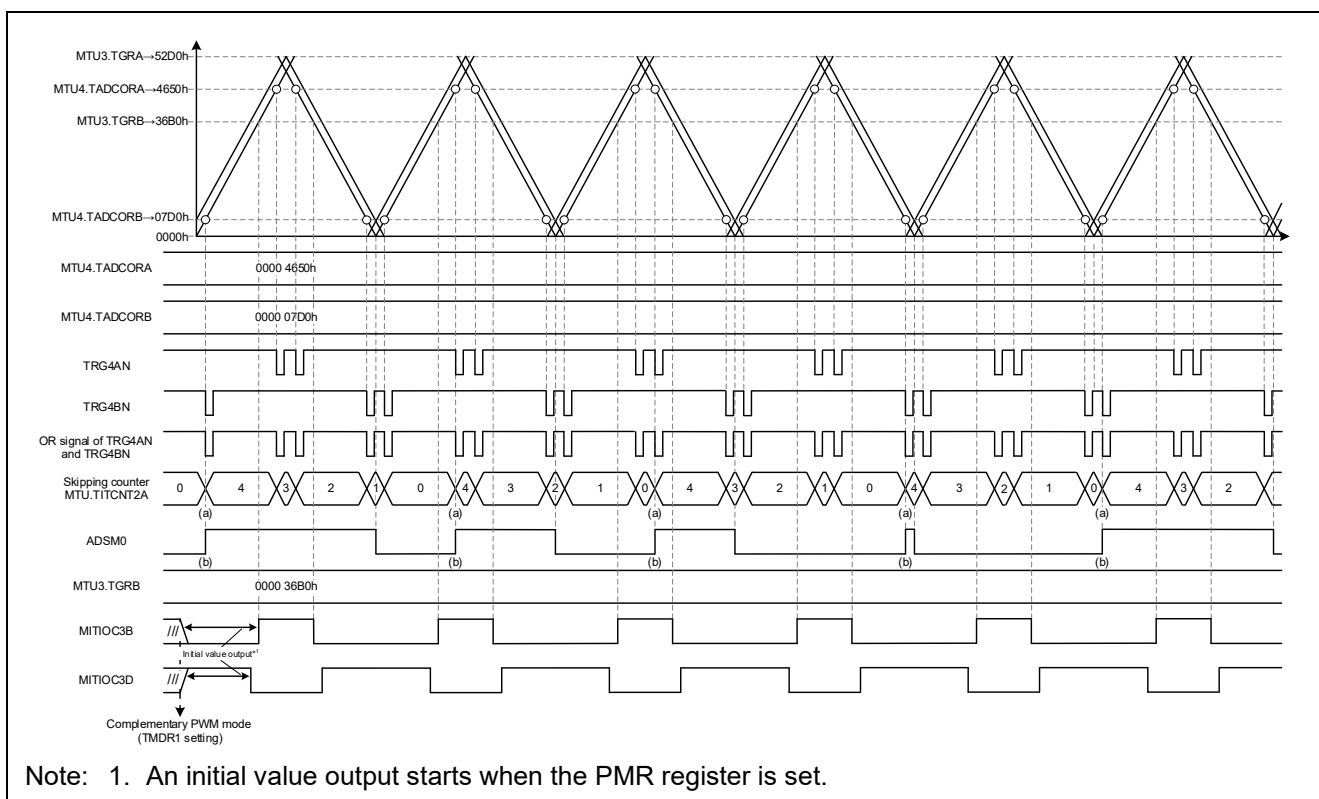 MTU3.TGRA→52D0h
MTU4.TADCORA→4650h
MTU3.TGRB→36B0h
MTU4.TADCORB→07D0h
0000h
MTU4.TADCORA 0000 4650h
MTU4.TADCORB 0000 07D0h
TRG4AN
TRG4BN
OR signal of TRG4AN
and TRG4BN
Skipping counter
MTU.TITCNT2A
0 4 3 2 1 0 4 3 2 1 0 4 3 2 1 0 4 3 2 1 0 4 3 2
(a) (a) (a) (a) (a)
ADSM0
(b) (b) (b) (b) (b)
MTU3.TGRB 0000 36B0h
MITIOC3B ///
Initial value output*1
MITIOC3D ///
Complementary PWM mode
(TMDR1 setting)
Note: 1. An initial value output starts when the PMR register is set.